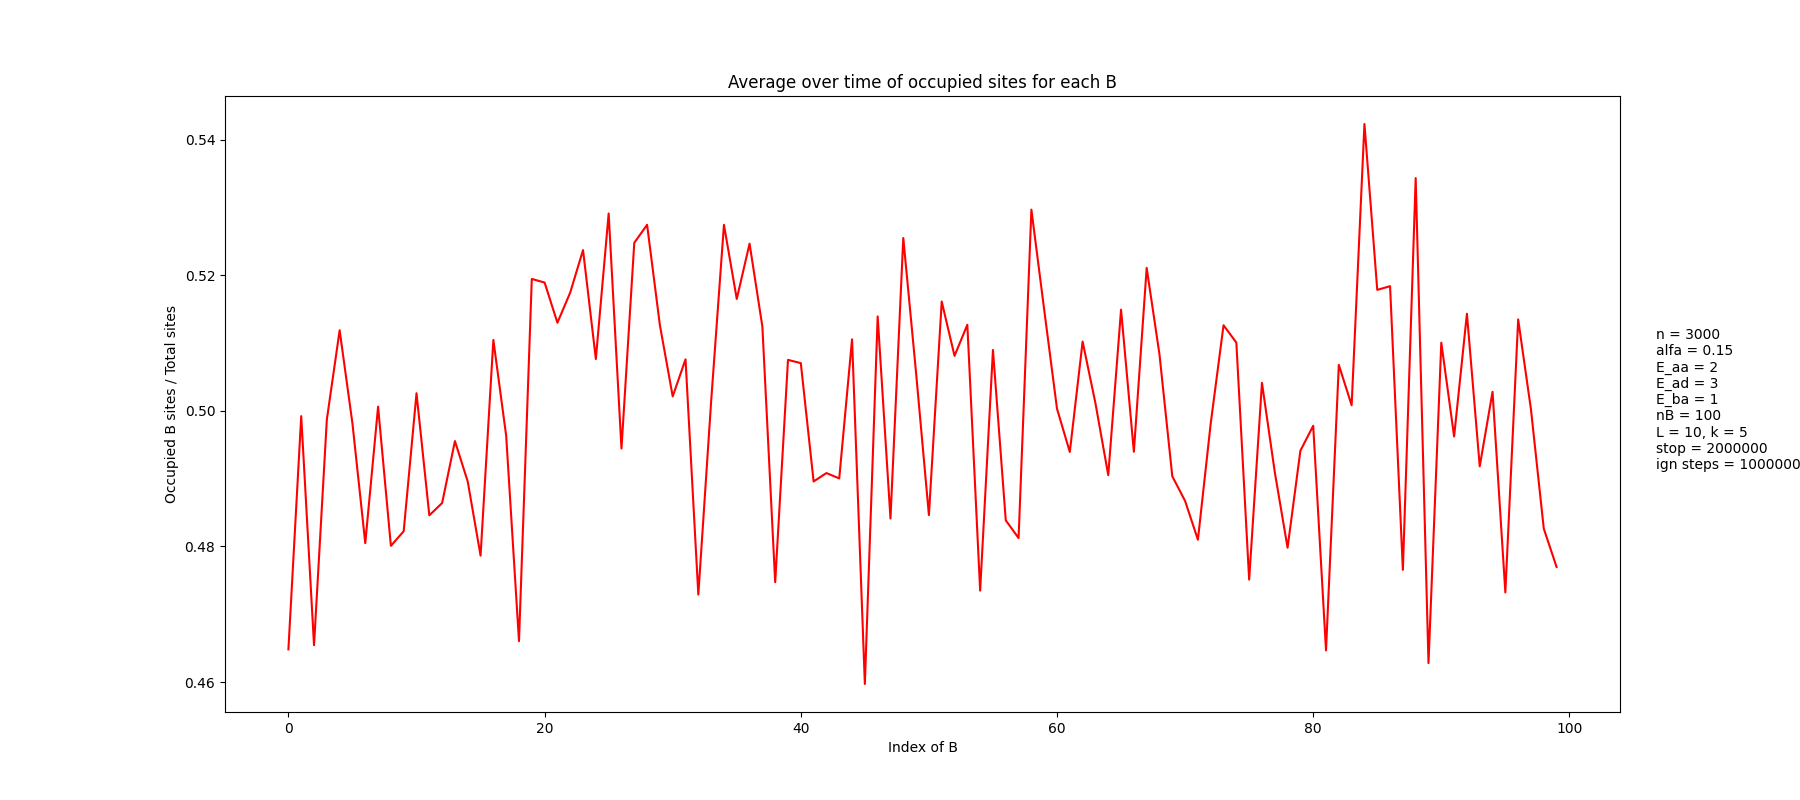 Average over time of occupied sites for each B
Occupied B sites / Total sites
0.54
0.52
0.50
0.48
0.46
0
20
40
60
80
100
Index of B
n = 3000
alfa = 0.15
E_aa = 2
E_ad = 3
E_ba = 1
nB = 100
L = 10, k = 5
stop = 2000000
ign steps = 1000000